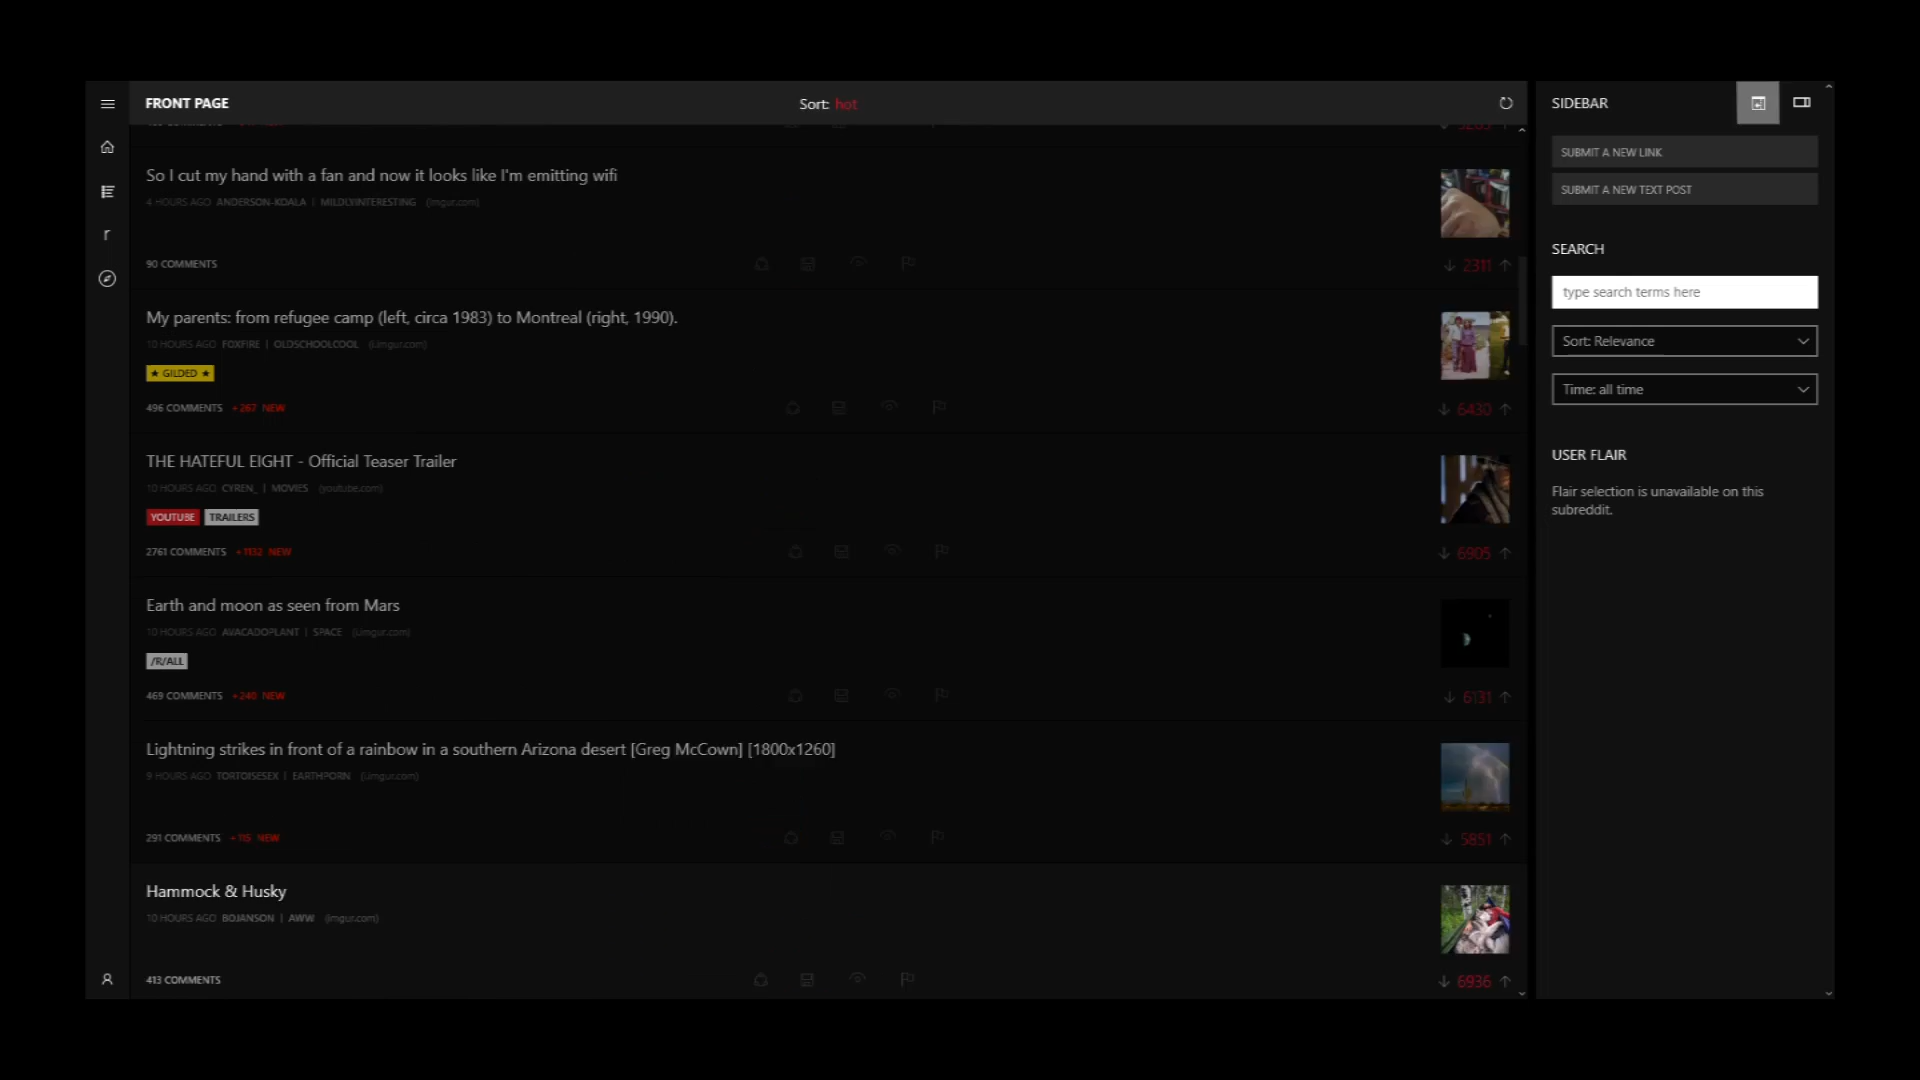 FRONT PAGE
Sort: hot
So I cut my hand with a fan and now it looks like I'm emitting wifi
4 HOURS AGO ANDERSON-KOALA | MILDLYINTERESTING (imgur.com)
90 COMMENTS
2311
My parents: from refugee camp (left, circa 1983) to Montreal (right, 1990).
10 HOURS AGO FOXFIRE | OLDSCHOOLCOOL (i.imgur.com)
★ GILDED ★
496 COMMENTS +267 NEW
6430
THE HATEFUL EIGHT - Official Teaser Trailer
10 HOURS AGO CYREN_ | MOVIES (youtube.com)
YOUTUBE TRAILERS
2761 COMMENTS +1132 NEW
6905
Earth and moon as seen from Mars
10 HOURS AGO AVACADOPLANT | SPACE (i.imgur.com)
/R/ALL
469 COMMENTS +240 NEW
6131
Lightning strikes in front of a rainbow in a southern Arizona desert [Greg McCown] [1800x1260]
9 HOURS AGO TORTOISESEX | EARTHPORN (i.imgur.com)
291 COMMENTS +115 NEW
5851
Hammock & Husky
10 HOURS AGO BOJANSON | AWW (imgur.com)
413 COMMENTS
6936
r
SIDEBAR
SUBMIT A NEW LINK
SUBMIT A NEW TEXT POST
SEARCH
type search terms here
Sort: Relevance
Time: all time
USER FLAIR
Flair selection is unavailable on this
subreddit.